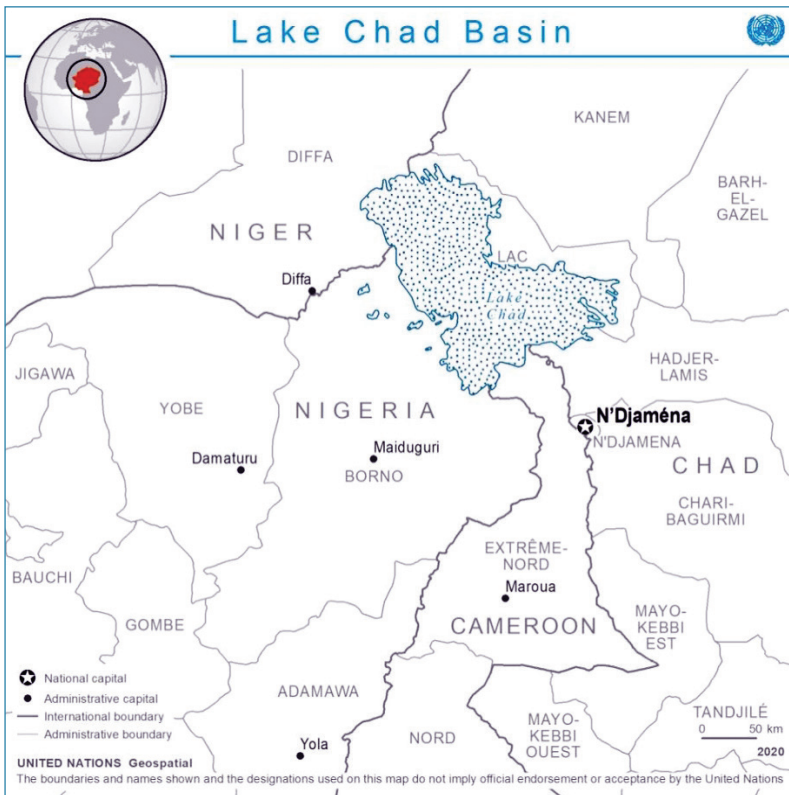 Lake Chad Basin
KANEM
DIFFA
BARH-
EL-
GAZEL
NIGER
LAC
Diffa
Lake
Chad
HADJER-
LAMIS
JIGAWA
YOBE
NIGERIA
N'Djaména
N'DJAMENA
Damaturu
Maiduguri
BORNO
CHAD
CHARI-
BAGUIRMI
EXTRÊME-
NORD
BAUCHI
Maroua
GOMBE
CAMEROON
MAYO-
KEBBI
EST
National capital
Administrative capital
International boundary
Administrative boundary
ADAMAWA
Yola
NORD
MAYO-
KEBBI
OUEST
TANDJILÉ
0 50 km
2020
UNITED NATIONS Geospatial
The boundaries and names shown and the designations used on this map do not imply official endorsement or acceptance by the United Nations